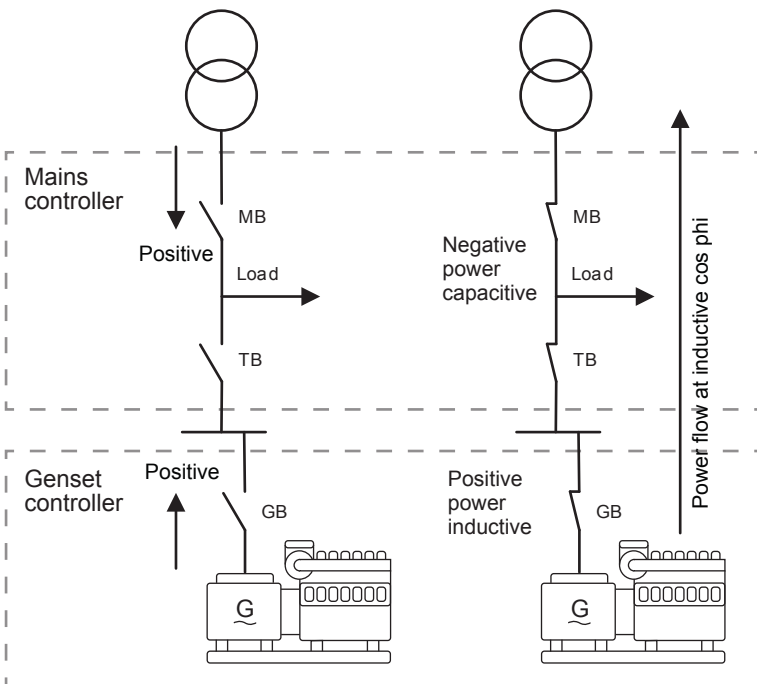 Mains
controller
MB
Positive
Load
TB
Negative
power
capacitive
MB
Load
TB
Power flow at inductive cos phi
Genset
controller
Positive
GB
G
~
Positive
power
inductive
GB
G
~